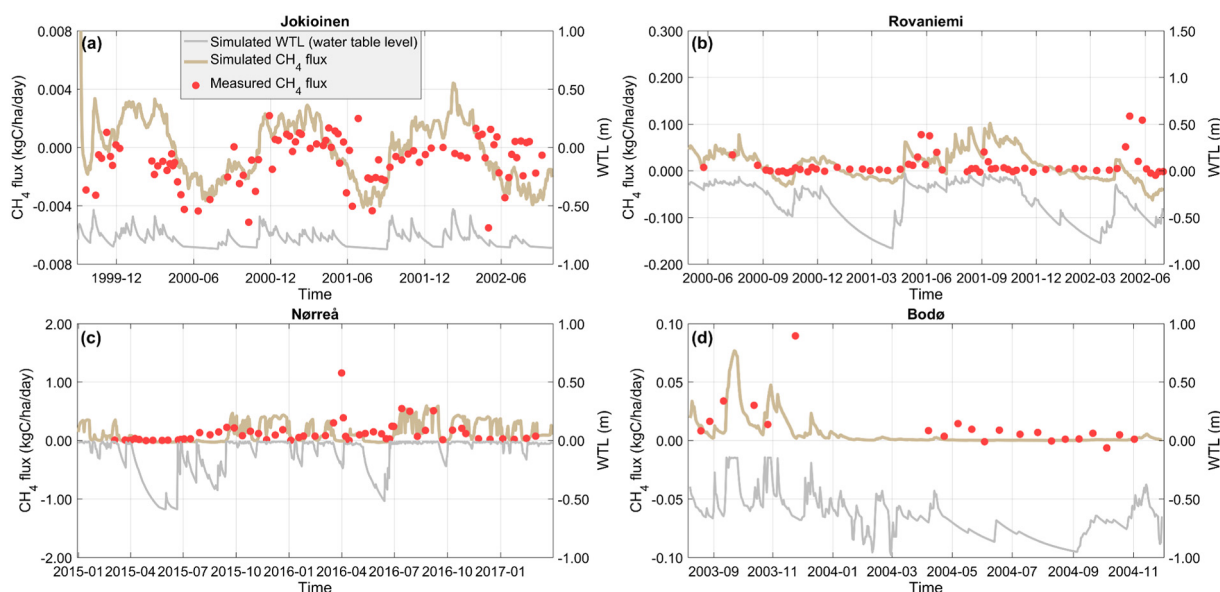 Jokioinen
(a)
Simulated WTL (water table level)
Simulated CH4 flux
Measured CH4 flux
0.008
0.004
0.000
-0.004
-0.008
CH4 flux (kgC/ha/day)
1.00
0.50
0.00
-0.50
-1.00
WTL (m)
1999-12 2000-06 2000-12 2001-06 2001-12 2002-06
Time
Rovaniemi
(b)
0.300
0.200
0.100
0.000
-0.100
-0.200
CH4 flux (kgC/ha/day)
1.50
1.0
0.50
0.00
-0.50
-1.00
WTL (m)
2000-06 2000-09 2000-12 2001-03 2001-06 2001-09 2001-12 2002-03 2002-06
Time
Nørreå
(c)
2.00
1.00
0.00
-1.00
-2.00
CH4 flux (kgC/ha/day)
1.00
0.50
0.00
-0.50
-1.00
WTL (m)
2015-01 2015-04 2015-07 2015-10 2016-01 2016-04 2016-07 2016-10 2017-01
Time
Bodø
(d)
0.10
0.05
0.00
-0.05
-0.10
CH4 flux (kgC/ha/day)
1.00
0.50
0.00
-0.50
-1.00
WTL (m)
2003-09 2003-11 2004-01 2004-03 2004-05 2004-07 2004-09 2004-11
Time